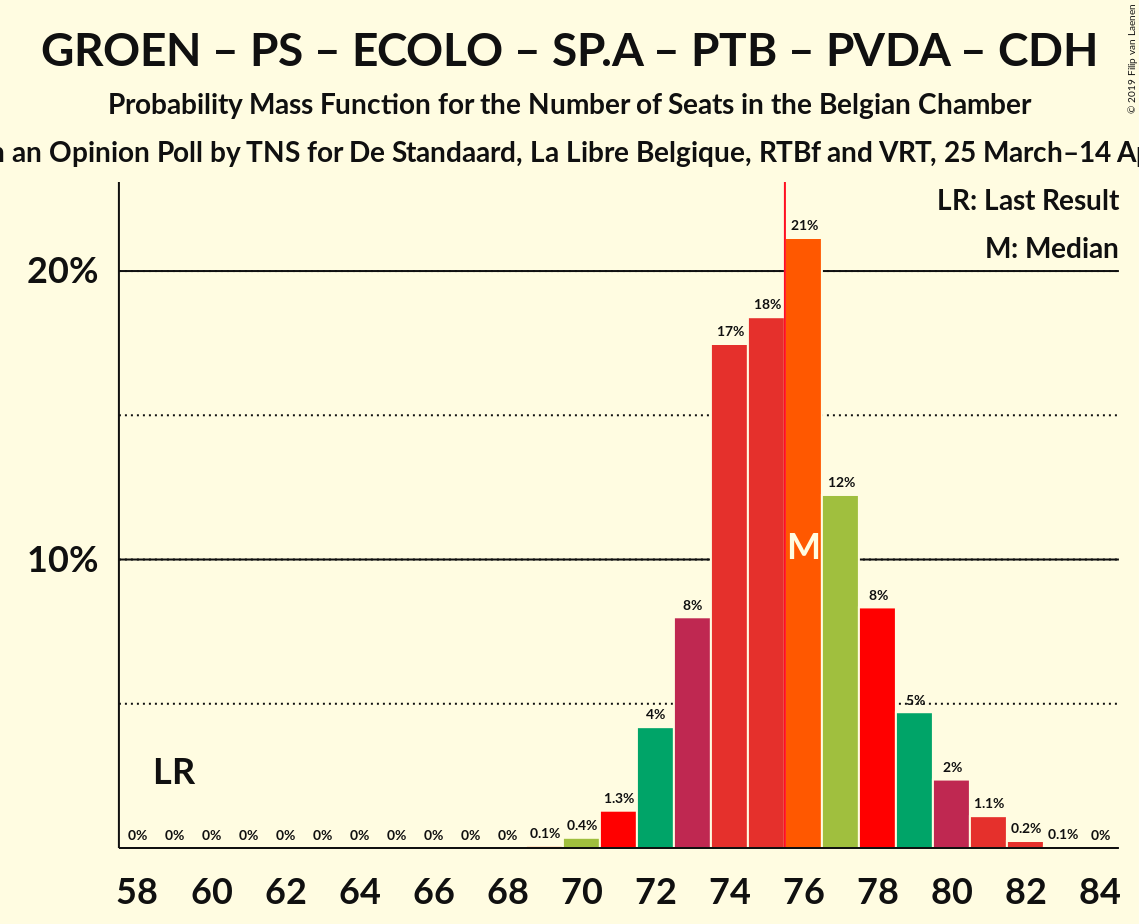 GROEN – PS – ECOLO – SP.A – PTB – PVDA – CDH
Probability Mass Function for the Number of Seats in the Belgian Chamber
an Opinion Poll by TNS for De Standaard, La Libre Belgique, RTBf and VRT, 25 March–14
© 2019 Filip van Laenen
LR: Last Result
M: Median
20%
10%
21%
18%
17%
12%
8%
8%
5%
4%
2%
1.3%
1.1%
0.4%
0.2%
0.1%
0.1%
0% 0% 0% 0% 0% 0% 0% 0% 0% 0% 0% 0%
M
LR
58 60 62 64 66 68 70 72 74 76 78 80 82 84